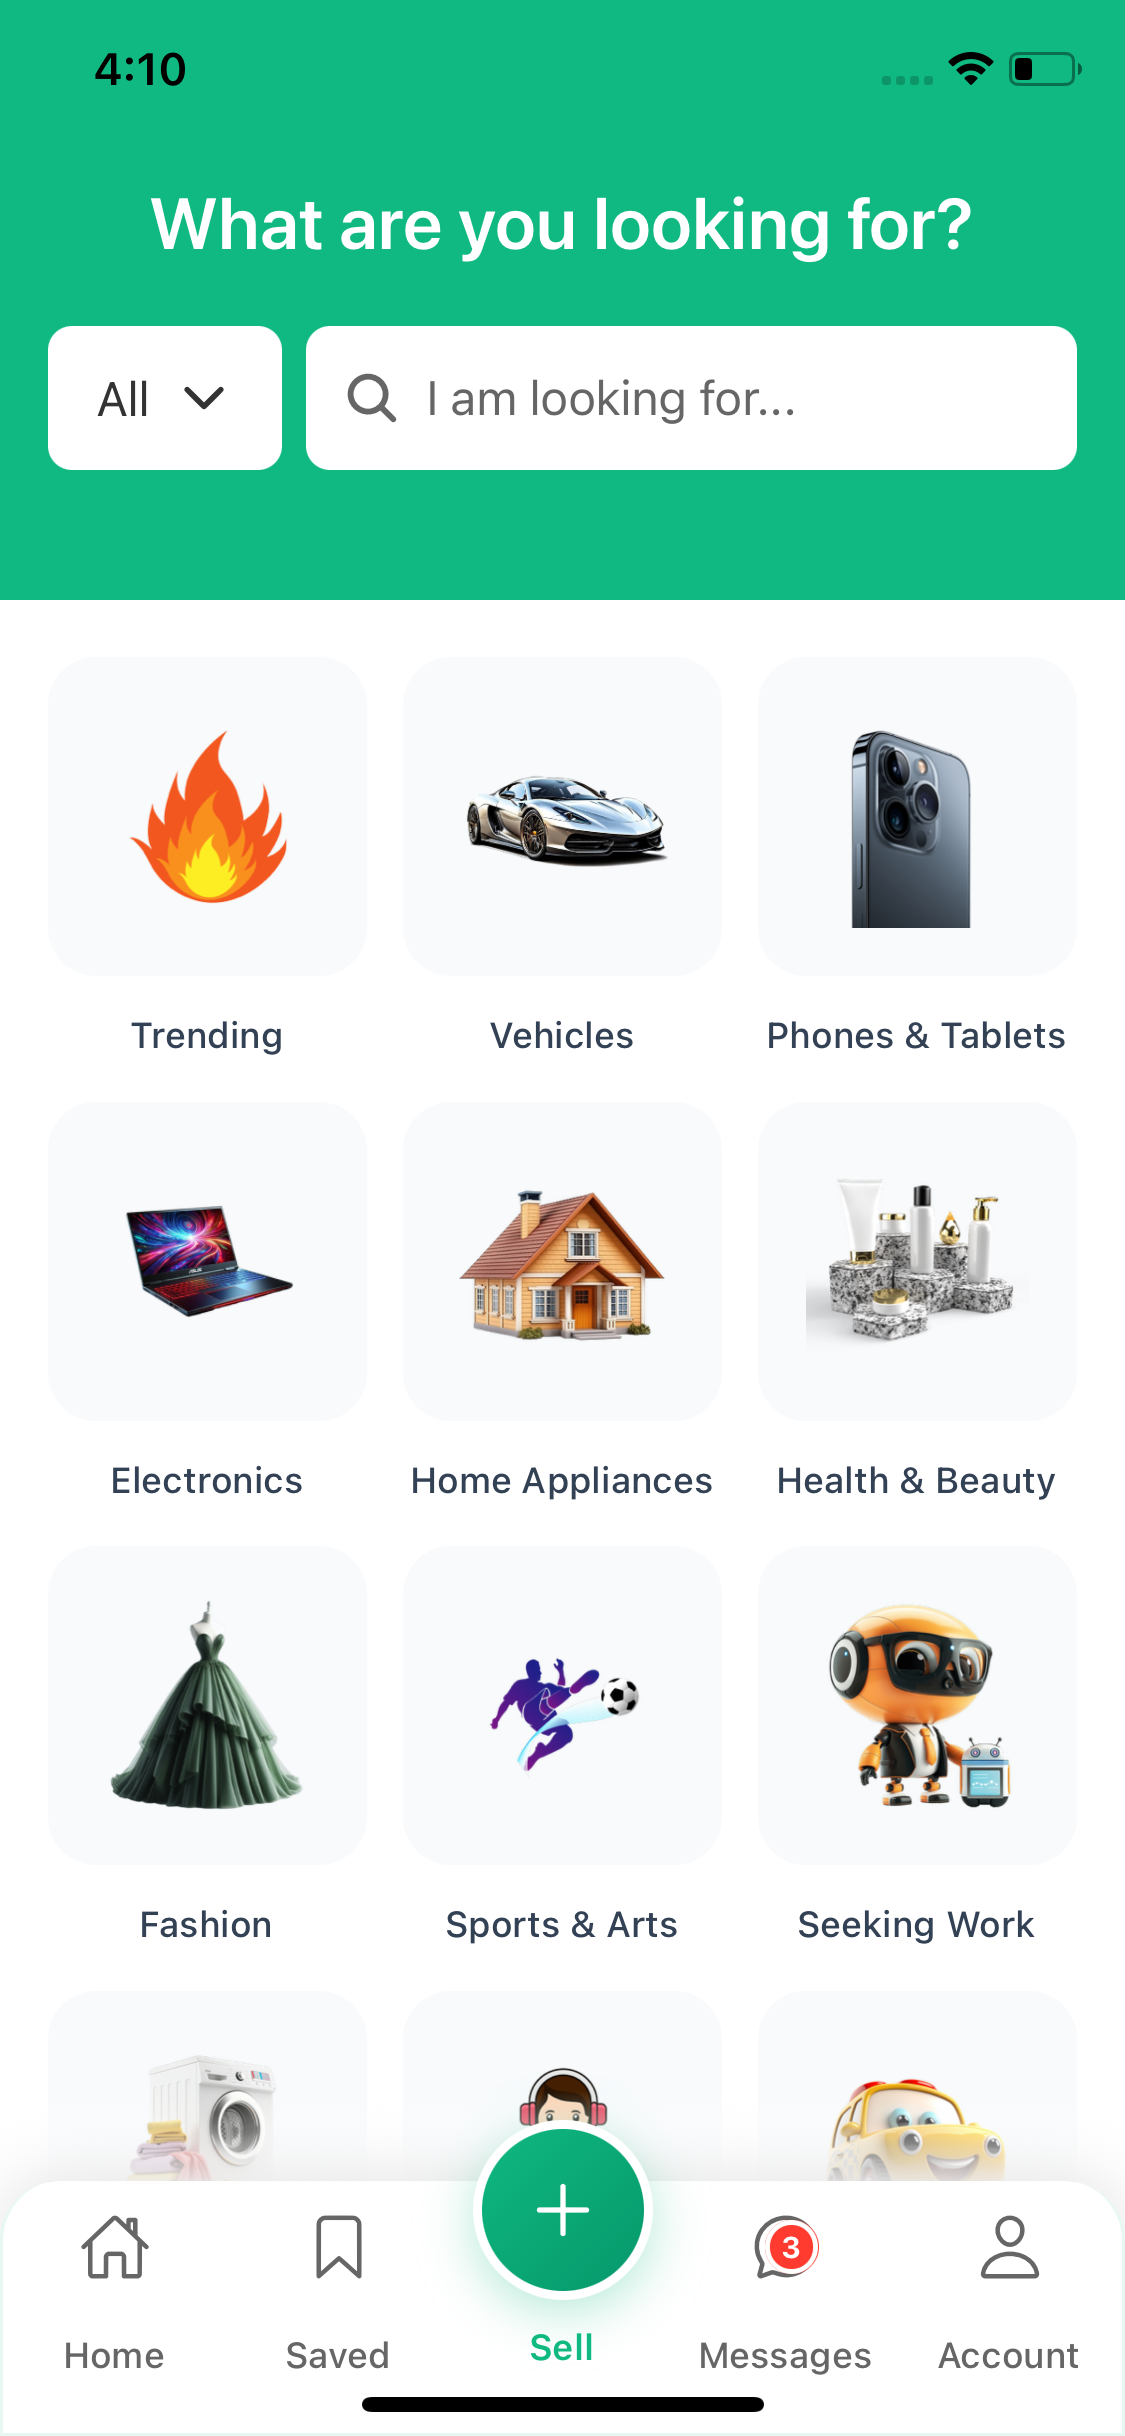 4:10
What are you looking for?
All
I am looking for...
Trending
Vehicles
Phones & Tablets
Electronics
Home Appliances
Health & Beauty
Fashion
Sports & Arts
Seeking Work
3
Home
Saved
Sell
Messages
Account